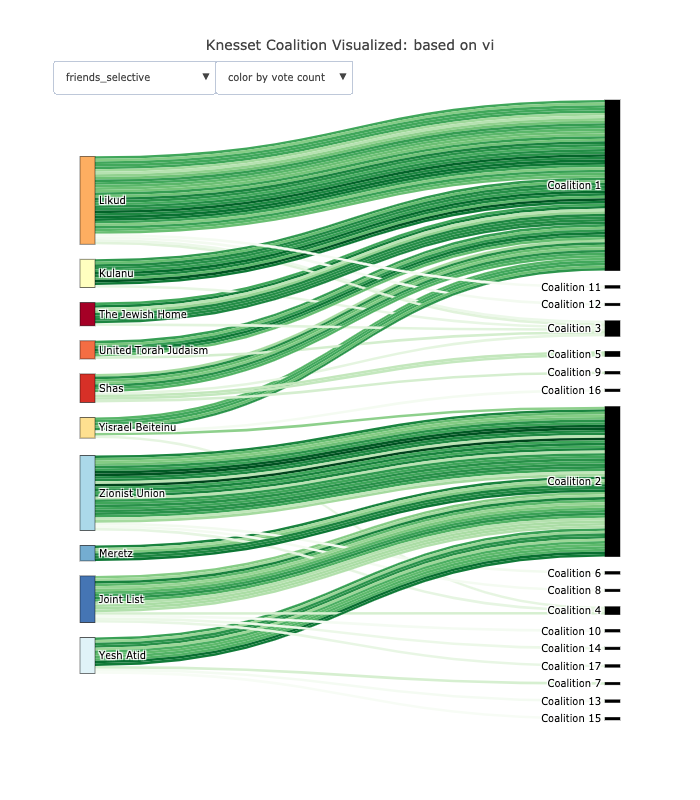 Knesset Coalition Visualized: based on vi
friends_selective ▼
color by vote count ▼
Likud
Kulanu
The Jewish Home
United Torah Judaism
Shas
Yisrael Beiteinu
Zionist Union
Meretz
Joint List
Yesh Atid
Coalition 1
Coalition 11
Coalition 12
Coalition 3
Coalition 5
Coalition 9
Coalition 16
Coalition 2
Coalition 6
Coalition 8
Coalition 4
Coalition 10
Coalition 14
Coalition 17
Coalition 7
Coalition 13
Coalition 15